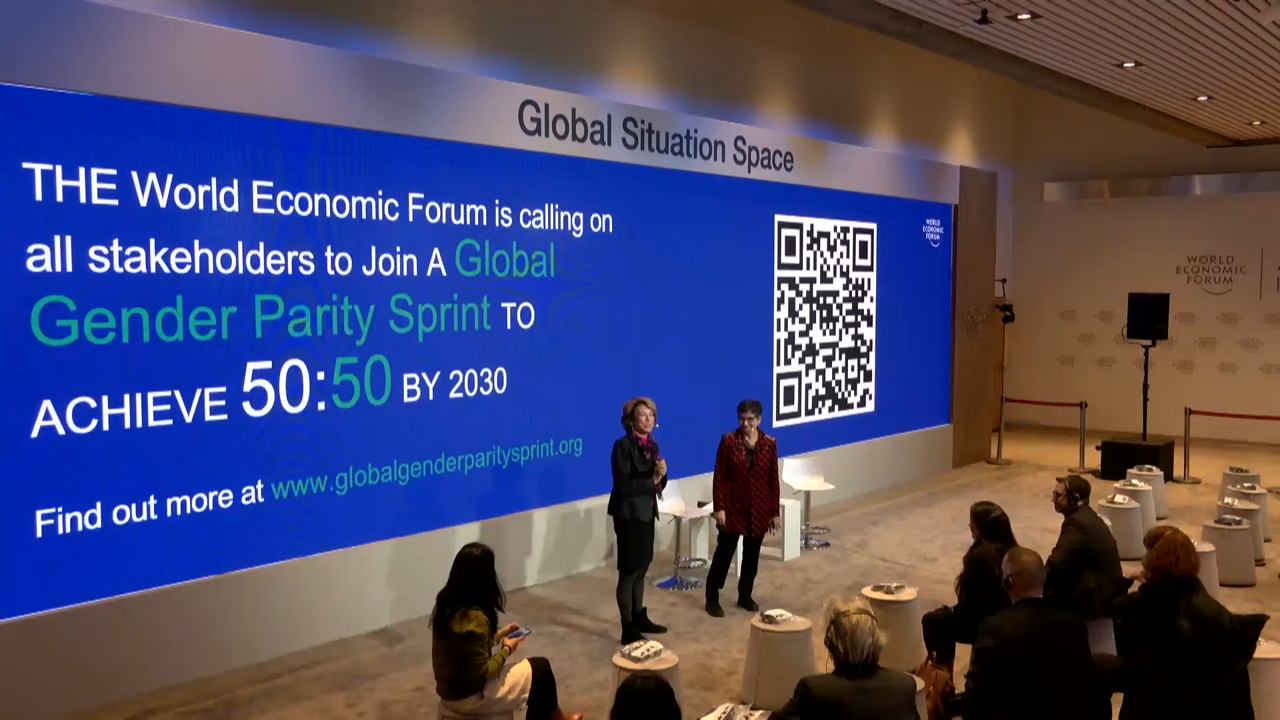 Global Situation Space
THE World Economic Forum is calling on
all stakeholders to Join A Global
Gender Parity Sprint TO
ACHIEVE 50:50 BY 2030
Find out more at www.globalgenderparitysprint.org
WORLD
ECONOMIC
FORUM
WORLD
ECONOMIC
FORUM